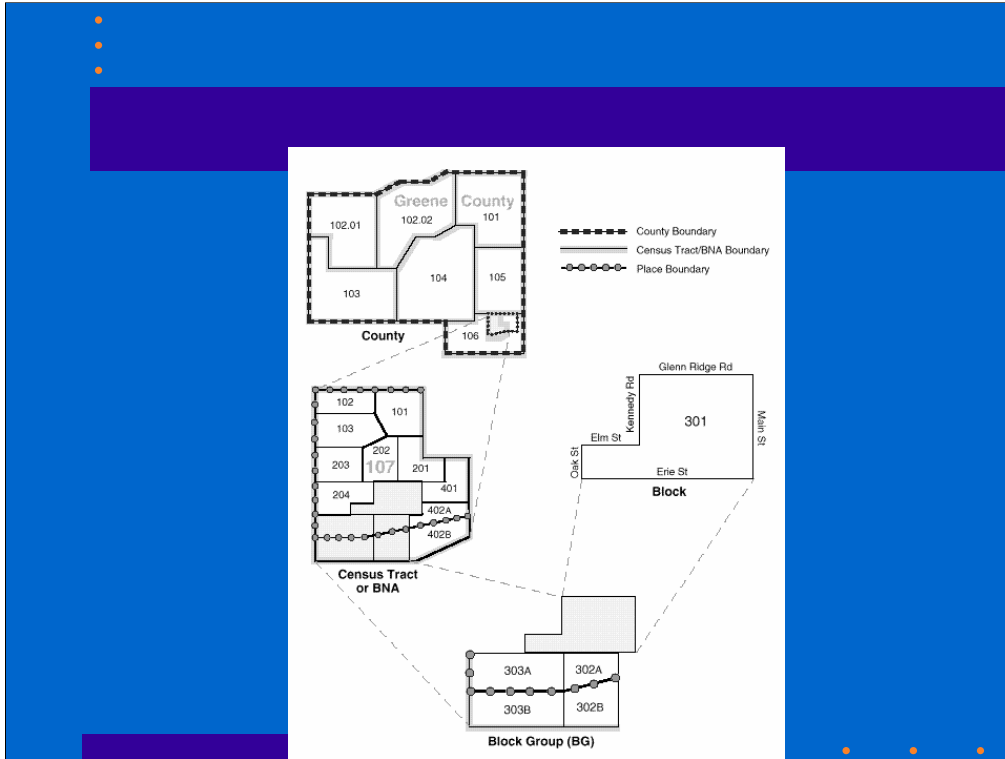 Greene County
102.01
102.02
101
103
104
105
106
County
County Boundary
Census Tract/BNA Boundary
Place Boundary
102
101
103
202
107
203
201
204
401
402A
402B
Census Tract
or BNA
Glenn Ridge Rd
Kennedy Rd
301
Main St
Elm St
Oak St
Erie St
Block
303A
302A
303B
302B
Block Group (BG)